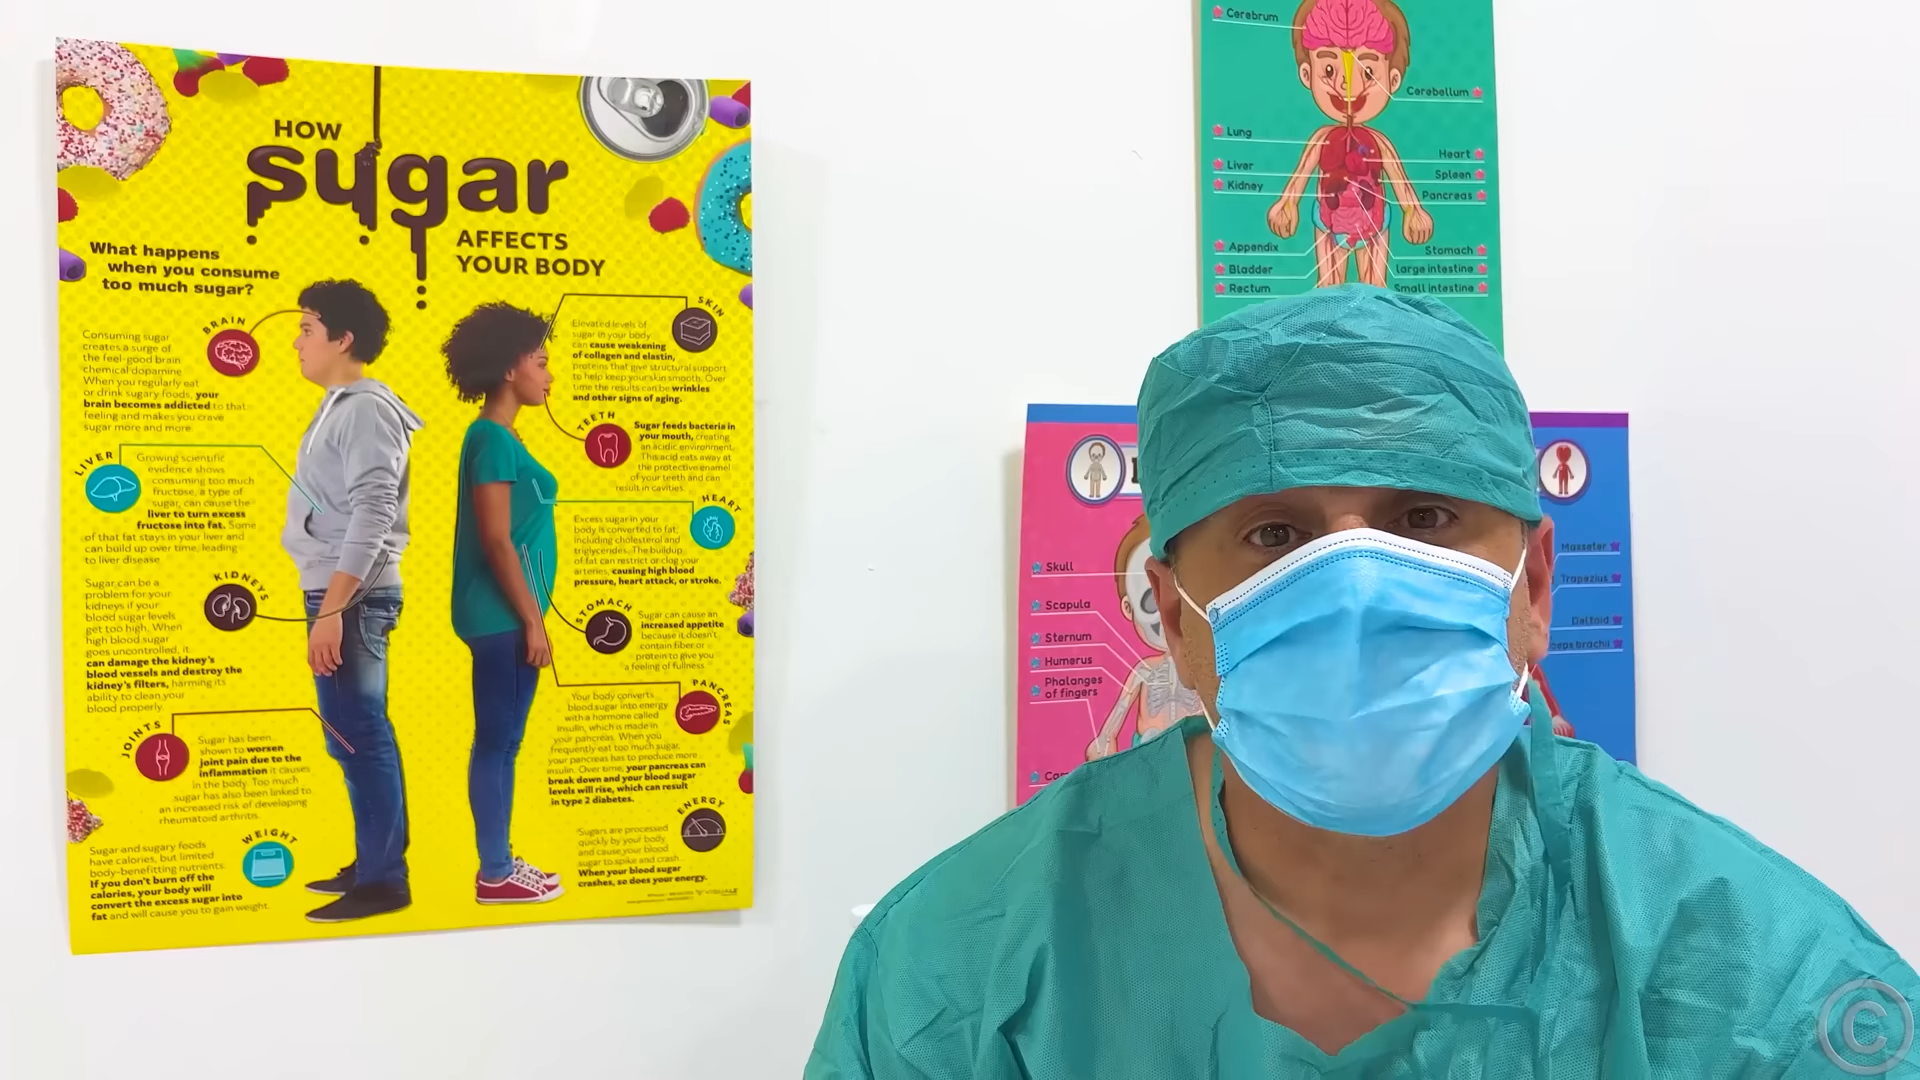 HOW
sugar
AFFECTS
YOUR BODY
What happens
when you consume
too much sugar?
BRAIN
Consuming sugar
creates a surge of
the feel-good brain
chemical dopamine.
When you regularly eat
or drink sugary foods, your
brain becomes addicted to that
feeling and makes you crave
sugar more and more.
LIVER
Growing scientific
evidence shows
consuming too much
fructose, a type of
sugar, can cause the
liver to turn excess
fructose into fat. Some
of that fat stays in your liver and
can build up over time, leading
to liver disease.
KIDNEYS
Sugar can be a
problem for your
kidneys if your
blood sugar levels
get too high. When
high blood sugar
goes uncontrolled, it
can damage the kidney's
blood vessels and destroy the
kidney's filters, harming its
ability to clean your
blood properly.
JOINTS
Sugar has been
shown to worsen
joint pain due to the
inflammation it causes
in the body. Too much
sugar has also been linked to
an increased risk of developing
rheumatoid arthritis.
WEIGHT
Sugar and sugary foods
have calories, but limited
body-benefitting nutrients.
If you don't burn off the
calories, your body will
convert the excess sugar into
fat and will cause you to gain weight.
SKIN
Elevated levels of
sugar in your body
can cause weakening
of collagen and elastin,
proteins that give structural support
to help keep your skin smooth. Over
time the results can be wrinkles
and other signs of aging.
TEETH
Sugar feeds bacteria in
your mouth, creating
an acidic environment.
This acid eats away at
the protective enamel
of your teeth and can
result in cavities.
HEART
Excess sugar in your
body is converted to fat,
including cholesterol and
triglycerides. The buildup
of fat can restrict or clog your
arteries, causing high blood
pressure, heart attack, or stroke.
STOMACH
Sugar can cause an
increased appetite
because it doesn't
contain fiber or
protein to give you
a feeling of fullness.
PANCREAS
Your body converts
blood sugar into energy
with a hormone called
insulin, which is made in
your pancreas. When you
frequently eat too much sugar,
your pancreas has to produce more
insulin. Over time, your pancreas can
break down and your blood sugar
levels will rise, which can result
in type 2 diabetes.
ENERGY
Sugars are processed
quickly by your body
and cause your blood
sugar to spike and crash.
When your blood sugar
crashes, so does your energy.
Cerebrum
Cerebellum
Lung
Heart
Liver
Spleen
Kidney
Pancreas
Appendix
Stomach
Bladder
large intestine
Rectum
Small intestine
Skull
Scapula
Sternum
Humerus
Phalanges
of fingers
Masseter
Trapezius
Deltoid
ceps brachii
©